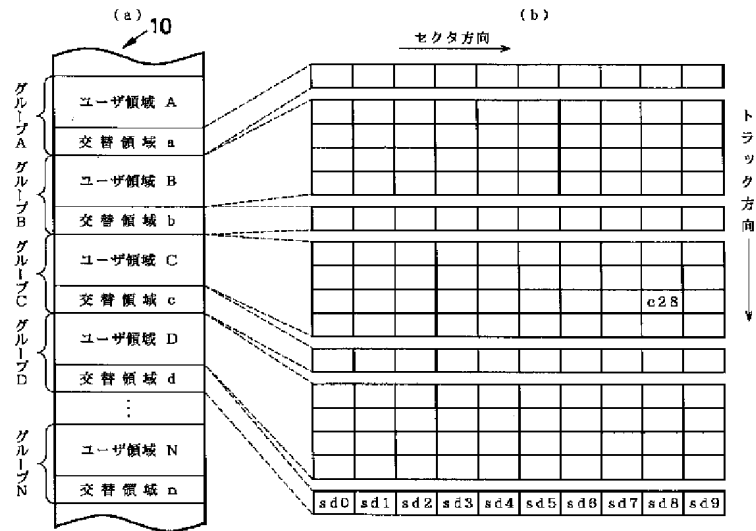 (a)
10
グループA
ユーザ領域 A
交替領域 a
グループB
ユーザ領域 B
交替領域 b
グループC
ユーザ領域 C
交替領域 c
グループD
ユーザ領域 D
交替領域 d
⋮
グループN
ユーザ領域 N
交替領域 n
(b)
セクタ方向
トラック方向
c28
sd0 sd1 sd2 sd3 sd4 sd5 sd6 sd7 sd8 sd9